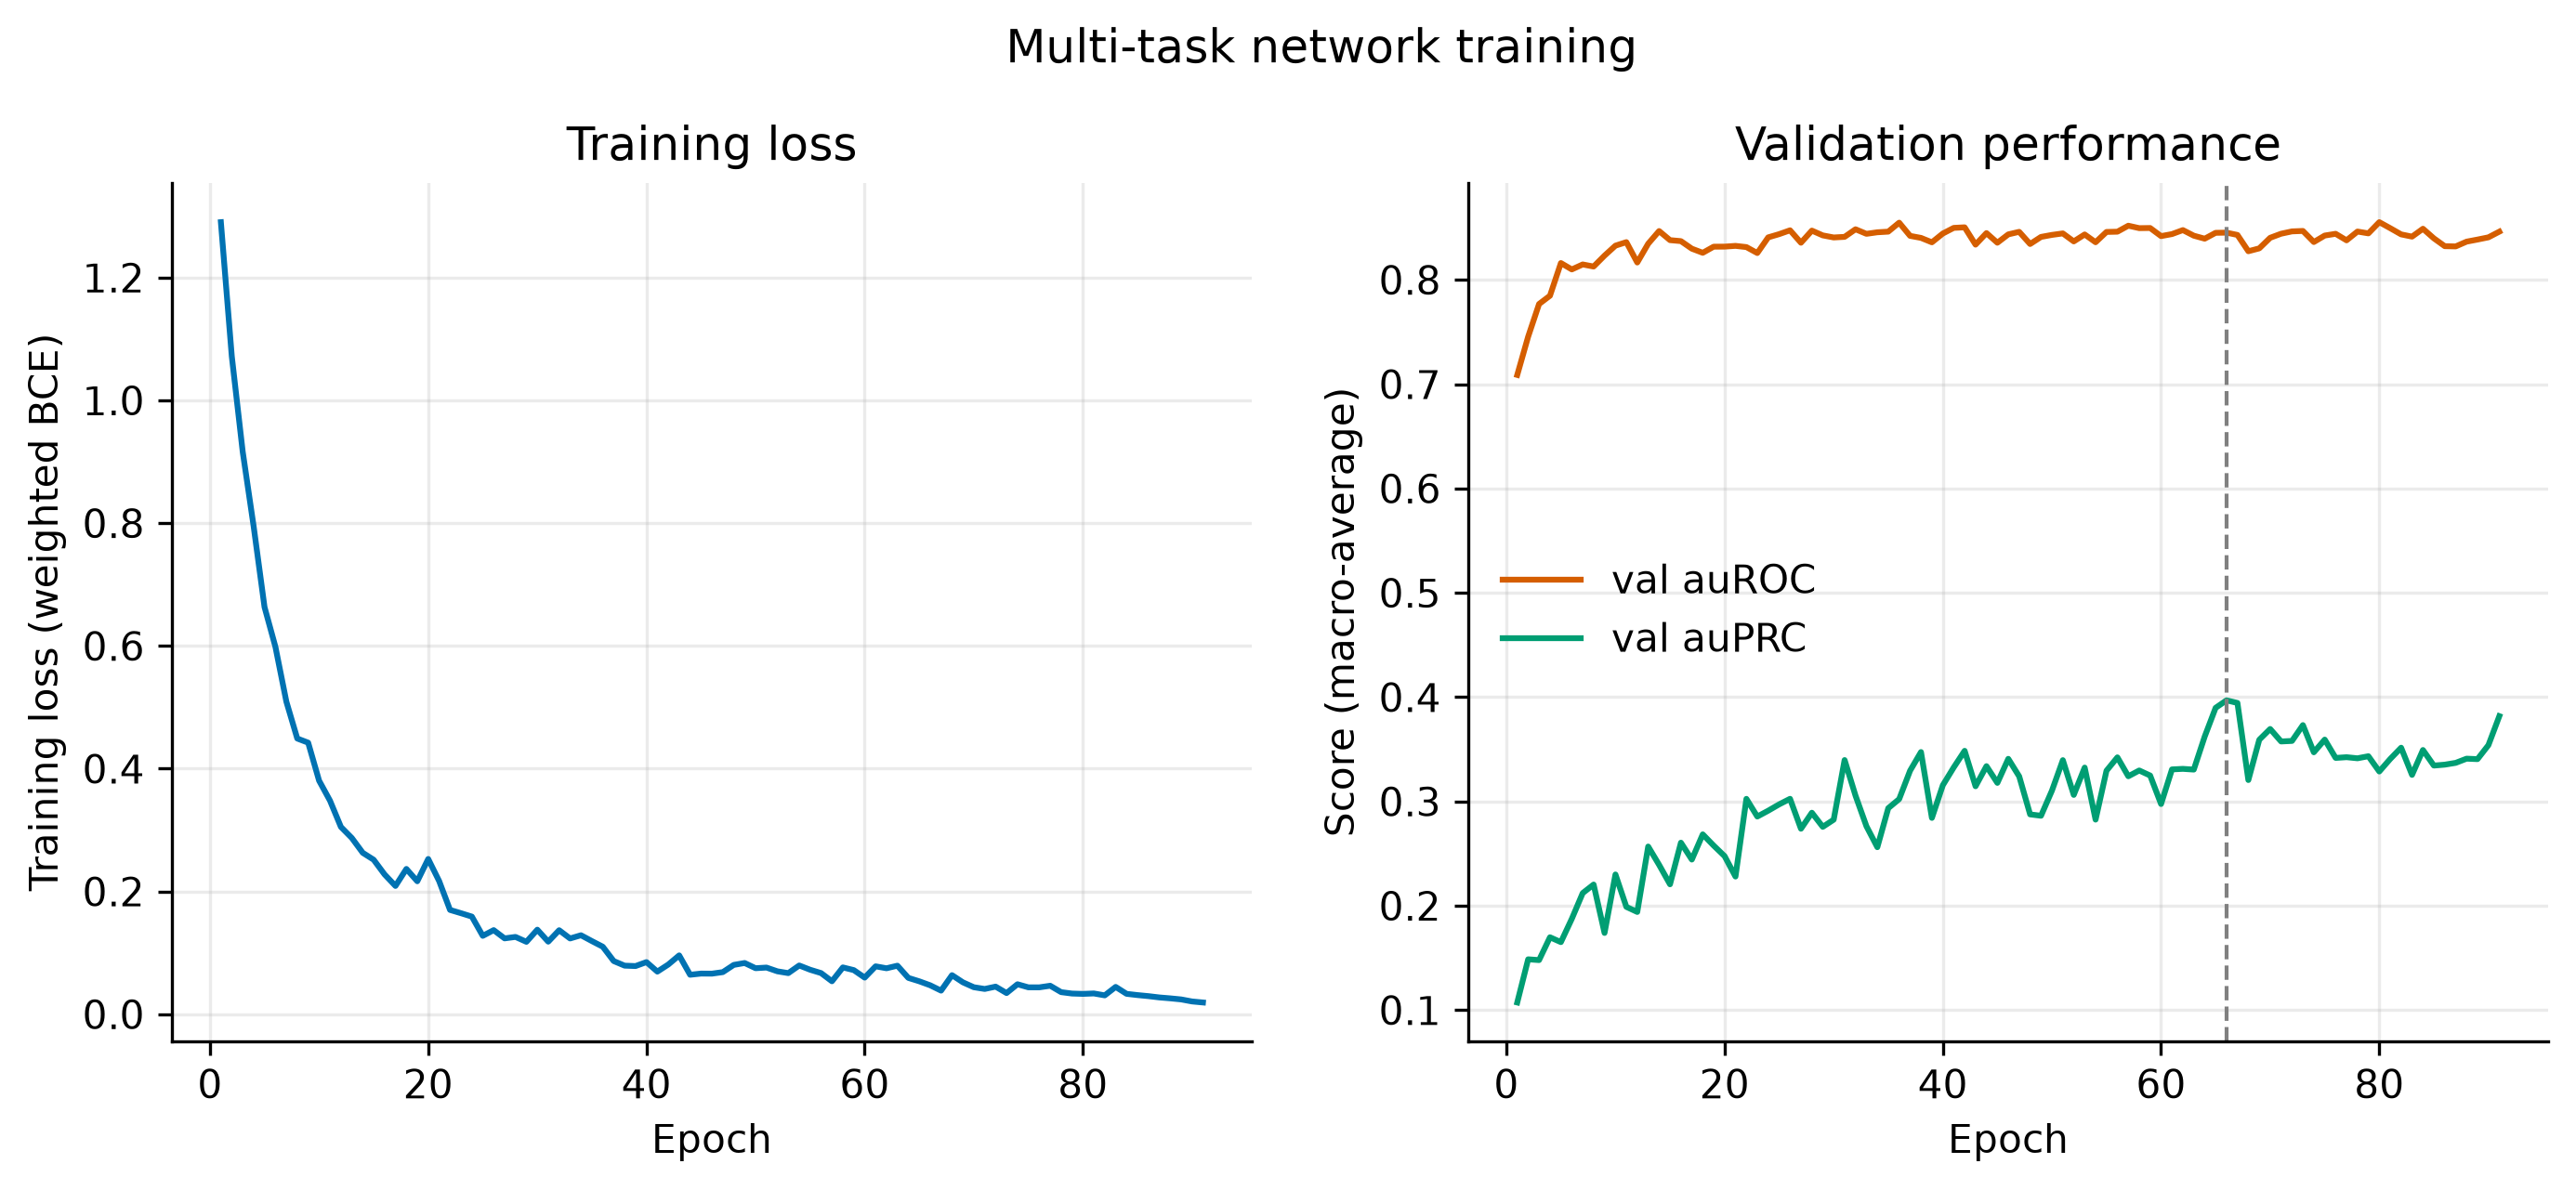 Multi-task network training
Training loss
Training loss (weighted BCE)
1.2
1.0
0.8
0.6
0.4
0.2
0.0
0 20 40 60 80
Epoch
Validation performance
Score (macro-average)
0.8
0.7
0.6
0.5
0.4
0.3
0.2
0.1
val auROC
val auPRC
0 20 40 60 80
Epoch